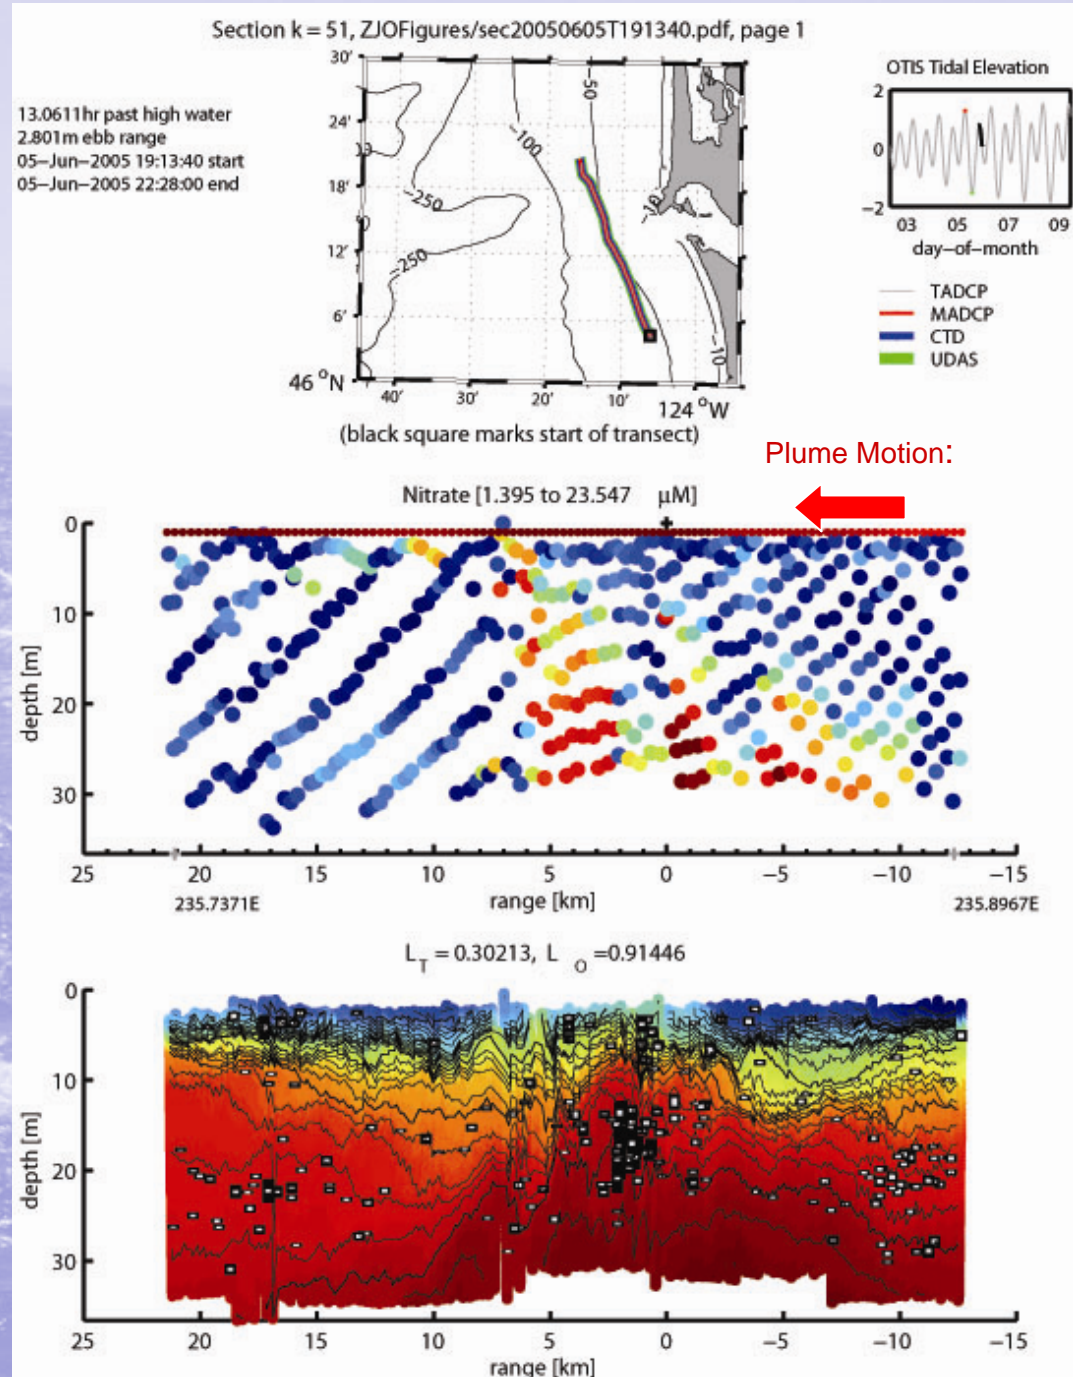 Section k = 51, ZJOFigures/sec20050605T191340.pdf, page 1
13.0611hr past high water
2.801m ebb range
05−Jun−2005 19:13:40 start
05−Jun−2005 22:28:00 end
30′
24′
18′
12′
6′
46 °N
40′
30′
20′
10′
124 °W
−50
−100
−250
−250
−10
−10
(black square marks start of transect)
OTIS Tidal Elevation
2
0
−2
03 05 07 09
day−of−month
TADCP
MADCP
CTD
UDAS
Plume Motion:
Nitrate [1.395 to 23.547 μM]
0
10
20
30
depth [m]
25 20 15 10 5 0 −5 −10 −15
235.7371E
range [km]
235.8967E
L T = 0.30213, L O =0.91446
0
10
20
30
depth [m]
20 15 10 5 0 −5 −10 −15
range [km]